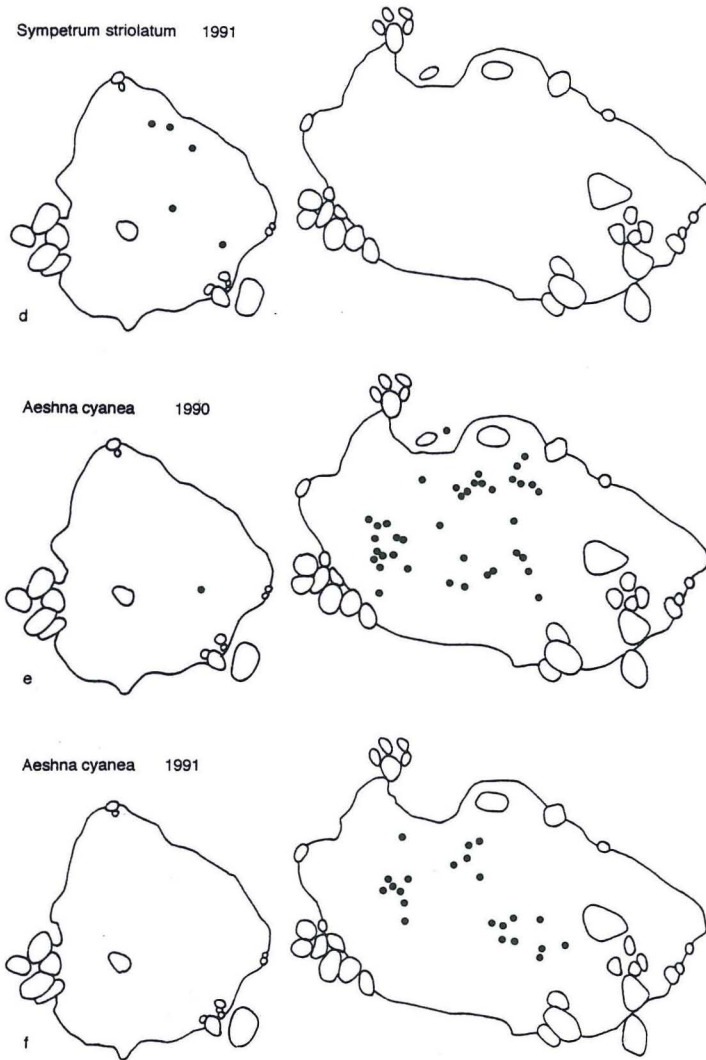 Sympetrum striolatum 1991
d
Aeshna cyanea 1990
e
Aeshna cyanea 1991
f